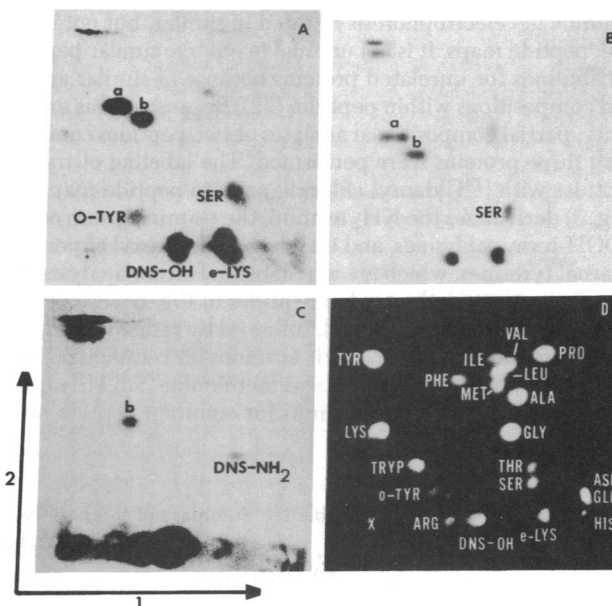 A
a
b
SER
O-TYR
DNS-OH
e-LYS
B
a
b
SER
C
b
DNS-NH2
2
1
D
VAL
TYR
ILE
PRO
PHE
LEU
MET
ALA
LYS
GLY
TRYP
THR
SER
o-TYR
X
ARG
DNS-OH
e-LYS
HIS